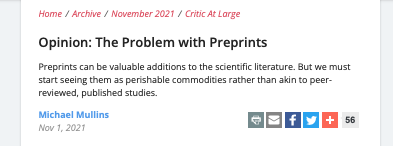 Home / Archive / November 2021 / Critic At Large
Opinion: The Problem with Preprints
Preprints can be valuable additions to the scientific literature. But we must
start seeing them as perishable commodities rather than akin to peer-
reviewed, published studies.
Michael Mullins
Nov 1, 2021
56